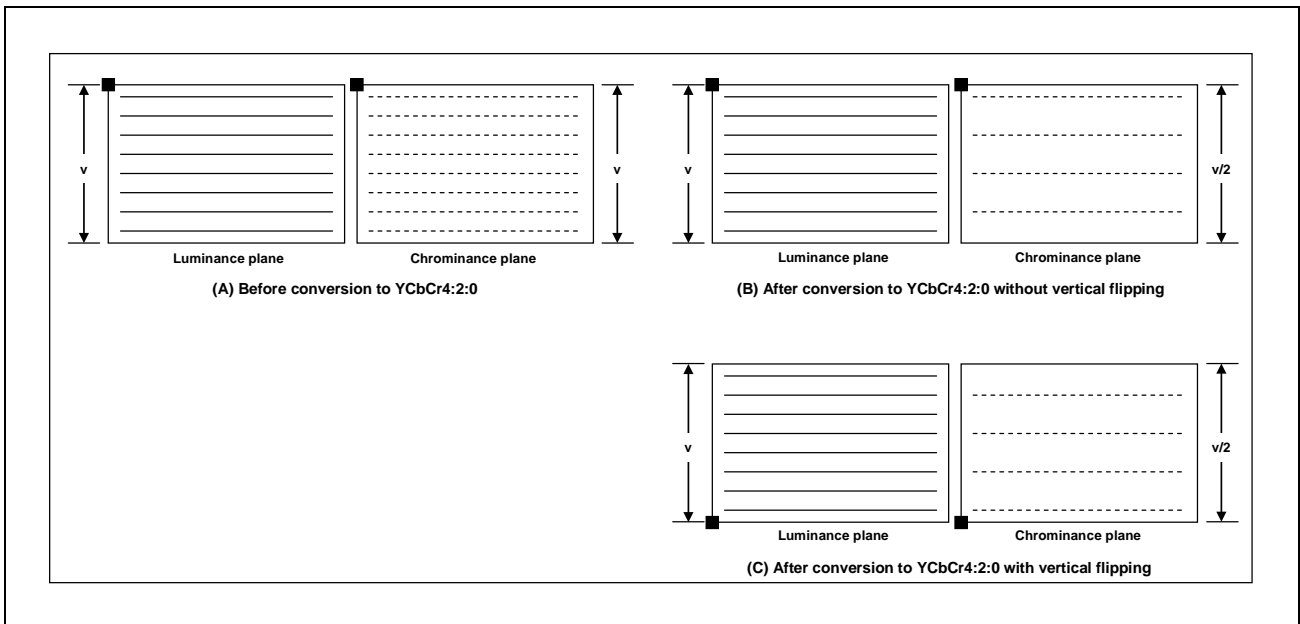 v
v
Luminance plane
Chrominance plane
(A) Before conversion to YCbCr4:2:0
v
v/2
Luminance plane
Chrominance plane
(B) After conversion to YCbCr4:2:0 without vertical flipping
v
v/2
Luminance plane
Chrominance plane
(C) After conversion to YCbCr4:2:0 with vertical flipping